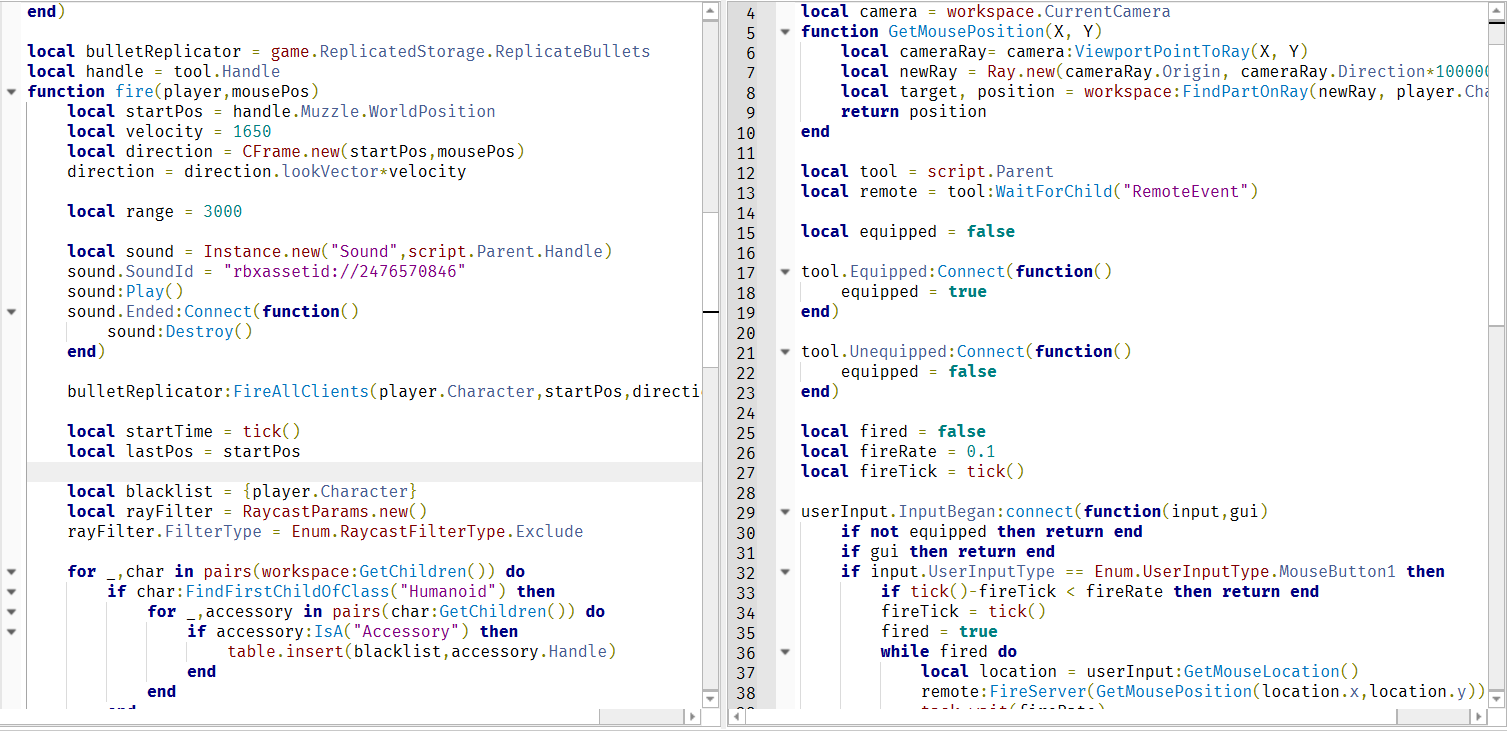 end)
local bulletReplicator = game.ReplicatedStorage.ReplicateBullets
local handle = tool.Handle
function fire(player,mousePos)
local startPos = handle.Muzzle.WorldPosition
local velocity = 1650
local direction = CFrame.new(startPos,mousePos)
direction = direction.lookVector*velocity
local range = 3000
local sound = Instance.new("Sound",script.Parent.Handle)
sound.SoundId = "rbxassetid://2476570846"
sound:Play()
sound.Ended:Connect(function()
sound:Destroy()
end)
bulletReplicator:FireAllClients(player.Character,startPos,directi
local startTime = tick()
local lastPos = startPos
local blacklist = {player.Character}
local rayFilter = RaycastParams.new()
rayFilter.FilterType = Enum.RaycastFilterType.Exclude
for _,char in pairs(workspace:GetChildren()) do
if char:FindFirstChildOfClass("Humanoid") then
for _,accessory in pairs(char:GetChildren()) do
if accessory:IsA("Accessory") then
table.insert(blacklist,accessory.Handle)
end
end
end
4 local camera = workspace.CurrentCamera
5 function GetMousePosition(X, Y)
6 local cameraRay= camera:ViewportPointToRay(X, Y)
7 local newRay = Ray.new(cameraRay.Origin, cameraRay.Direction*100000
8 local target, position = workspace:FindPartOnRay(newRay, player.Cha
9 return position
10 end
11
12 local tool = script.Parent
13 local remote = tool:WaitForChild("RemoteEvent")
14
15 local equipped = false
16
17 tool.Equipped:Connect(function()
18 equipped = true
19 end)
20
21 tool.Unequipped:Connect(function()
22 equipped = false
23 end)
24
25 local fired = false
26 local fireRate = 0.1
27 local fireTick = tick()
28
29 userInput.InputBegan:connect(function(input,gui)
30 if not equipped then return end
31 if gui then return end
32 if input.UserInputType == Enum.UserInputType.MouseButton1 then
33 if tick()-fireTick < fireRate then return end
34 fireTick = tick()
35 fired = true
36 while fired do
37 local location = userInput:GetMouseLocation()
38 remote:FireServer(GetMousePosition(location.x,location.y))
task.wait(fireRate)